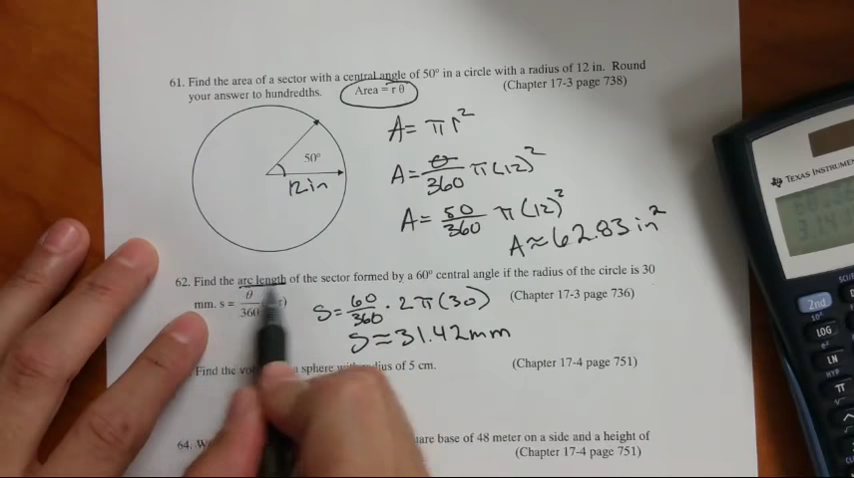 61. Find the area of a sector with a central angle of 50° in a circle with a radius of 12 in. Round
your answer to hundredths. Area = r θ (Chapter 17-3 page 738)
A = πr²
50°
12 in
A = θ/360 π(12)²
A = 50/360 π(12)²
A ≈ 62.83 in²
62. Find the arc length of the sector formed by a 60° central angle if the radius of the circle is 30
mm. s = θ/360 r) (Chapter 17-3 page 736)
S = 60/360 · 2π(30)
S ≈ 31.42mm
Find the a sphere radius of 5 cm. (Chapter 17-4 page 751)
64. base of 48 meter on a side and a height of
(Chapter 17-4 page 751)
TEXAS INSTRUME
2nd
LOG
LN
π